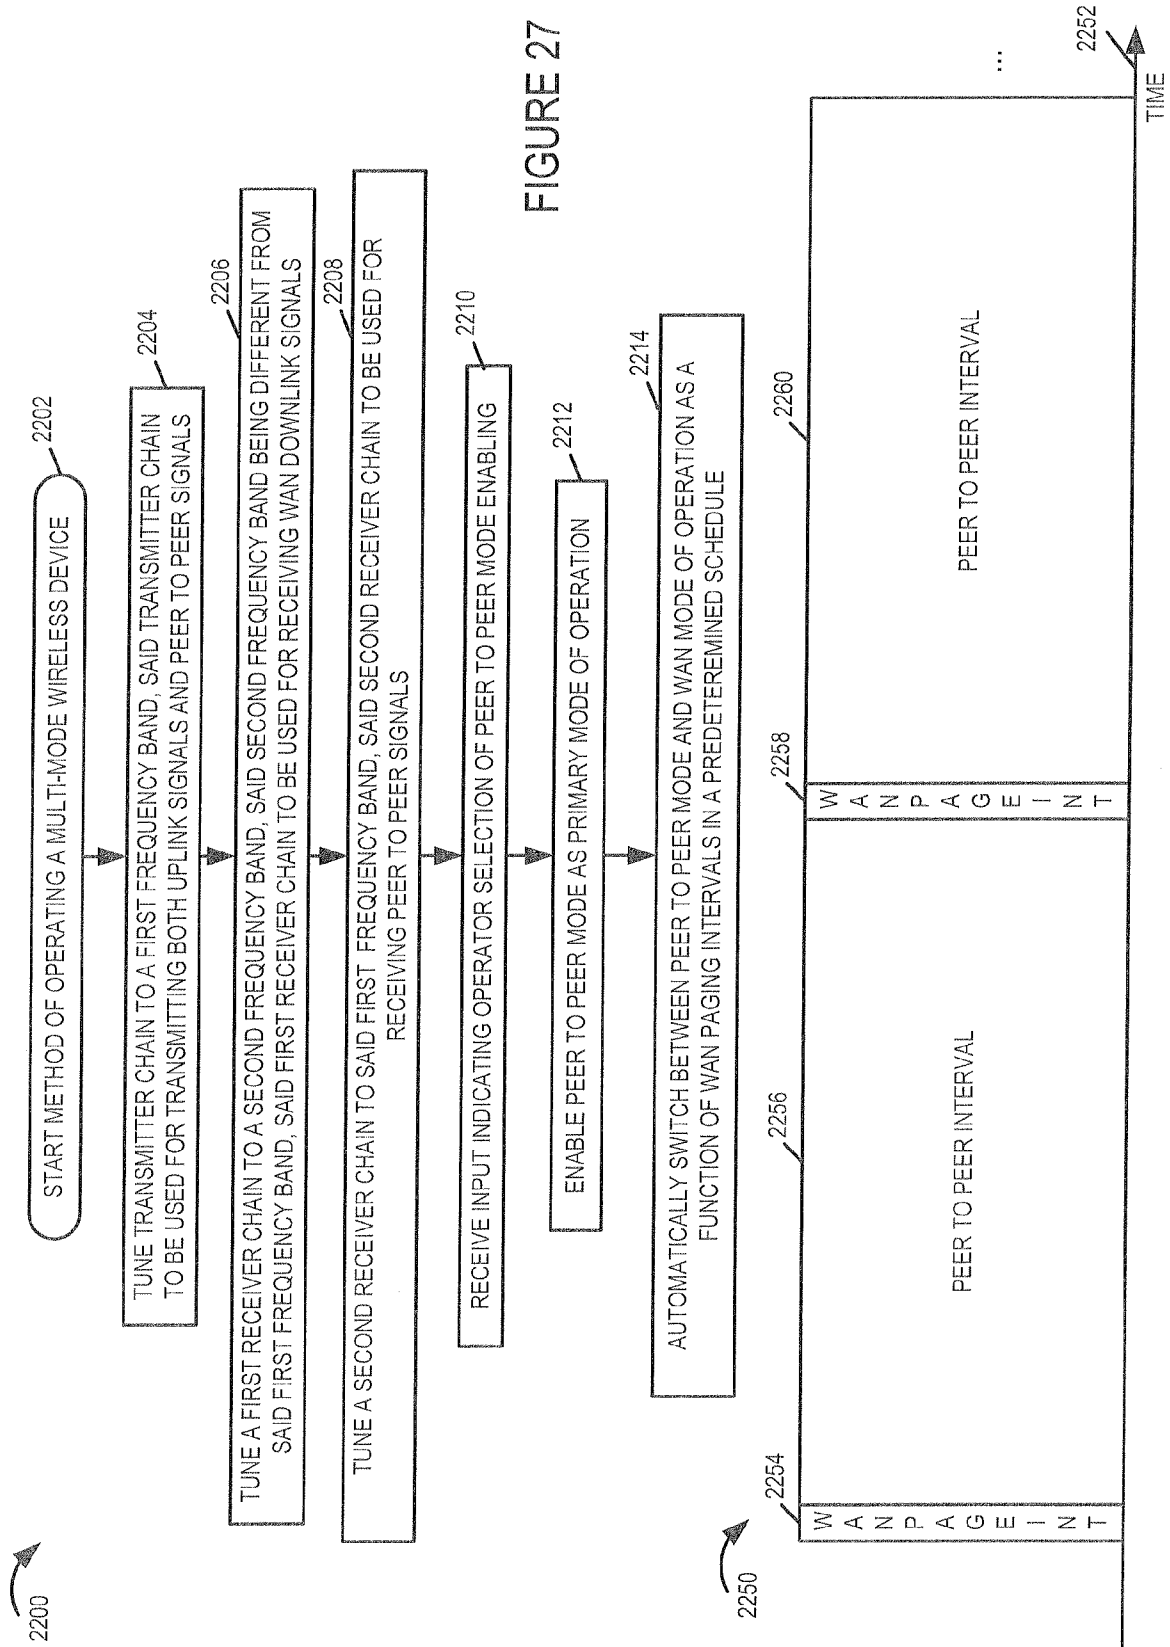 2200
START METHOD OF OPERATING A MULTI-MODE WIRELESS DEVICE
2202
TUNE TRANSMITTER CHAIN TO A FIRST FREQUENCY BAND, SAID TRANSMITTER CHAIN
TO BE USED FOR TRANSMITTING BOTH UPLINK SIGNALS AND PEER TO PEER SIGNALS
2204
TUNE A FIRST RECEIVER CHAIN TO A SECOND FREQUENCY BAND, SAID SECOND FREQUENCY BAND BEING DIFFERENT FROM
SAID FIRST FREQUENCY BAND, SAID FIRST RECEIVER CHAIN TO BE USED FOR RECEIVING WAN DOWNLINK SIGNALS
2206
TUNE A SECOND RECEIVER CHAIN TO SAID FIRST FREQUENCY BAND, SAID SECOND RECEIVER CHAIN TO BE USED FOR
RECEIVING PEER TO PEER SIGNALS
2208
RECEIVE INPUT INDICATING OPERATOR SELECTION OF PEER TO PEER MODE ENABLING
2210
ENABLE PEER TO PEER MODE AS PRIMARY MODE OF OPERATION
2212
AUTOMATICALLY SWITCH BETWEEN PEER TO PEER MODE AND WAN MODE OF OPERATION AS A
FUNCTION OF WAN PAGING INTERVALS IN A PREDETEREMINED SCHEDULE
2214
FIGURE 27
2250
2254
WAN PAGE INT
2256
PEER TO PEER INTERVAL
2258
WAN PAGE INT
2260
PEER TO PEER INTERVAL
...
2252
TIME